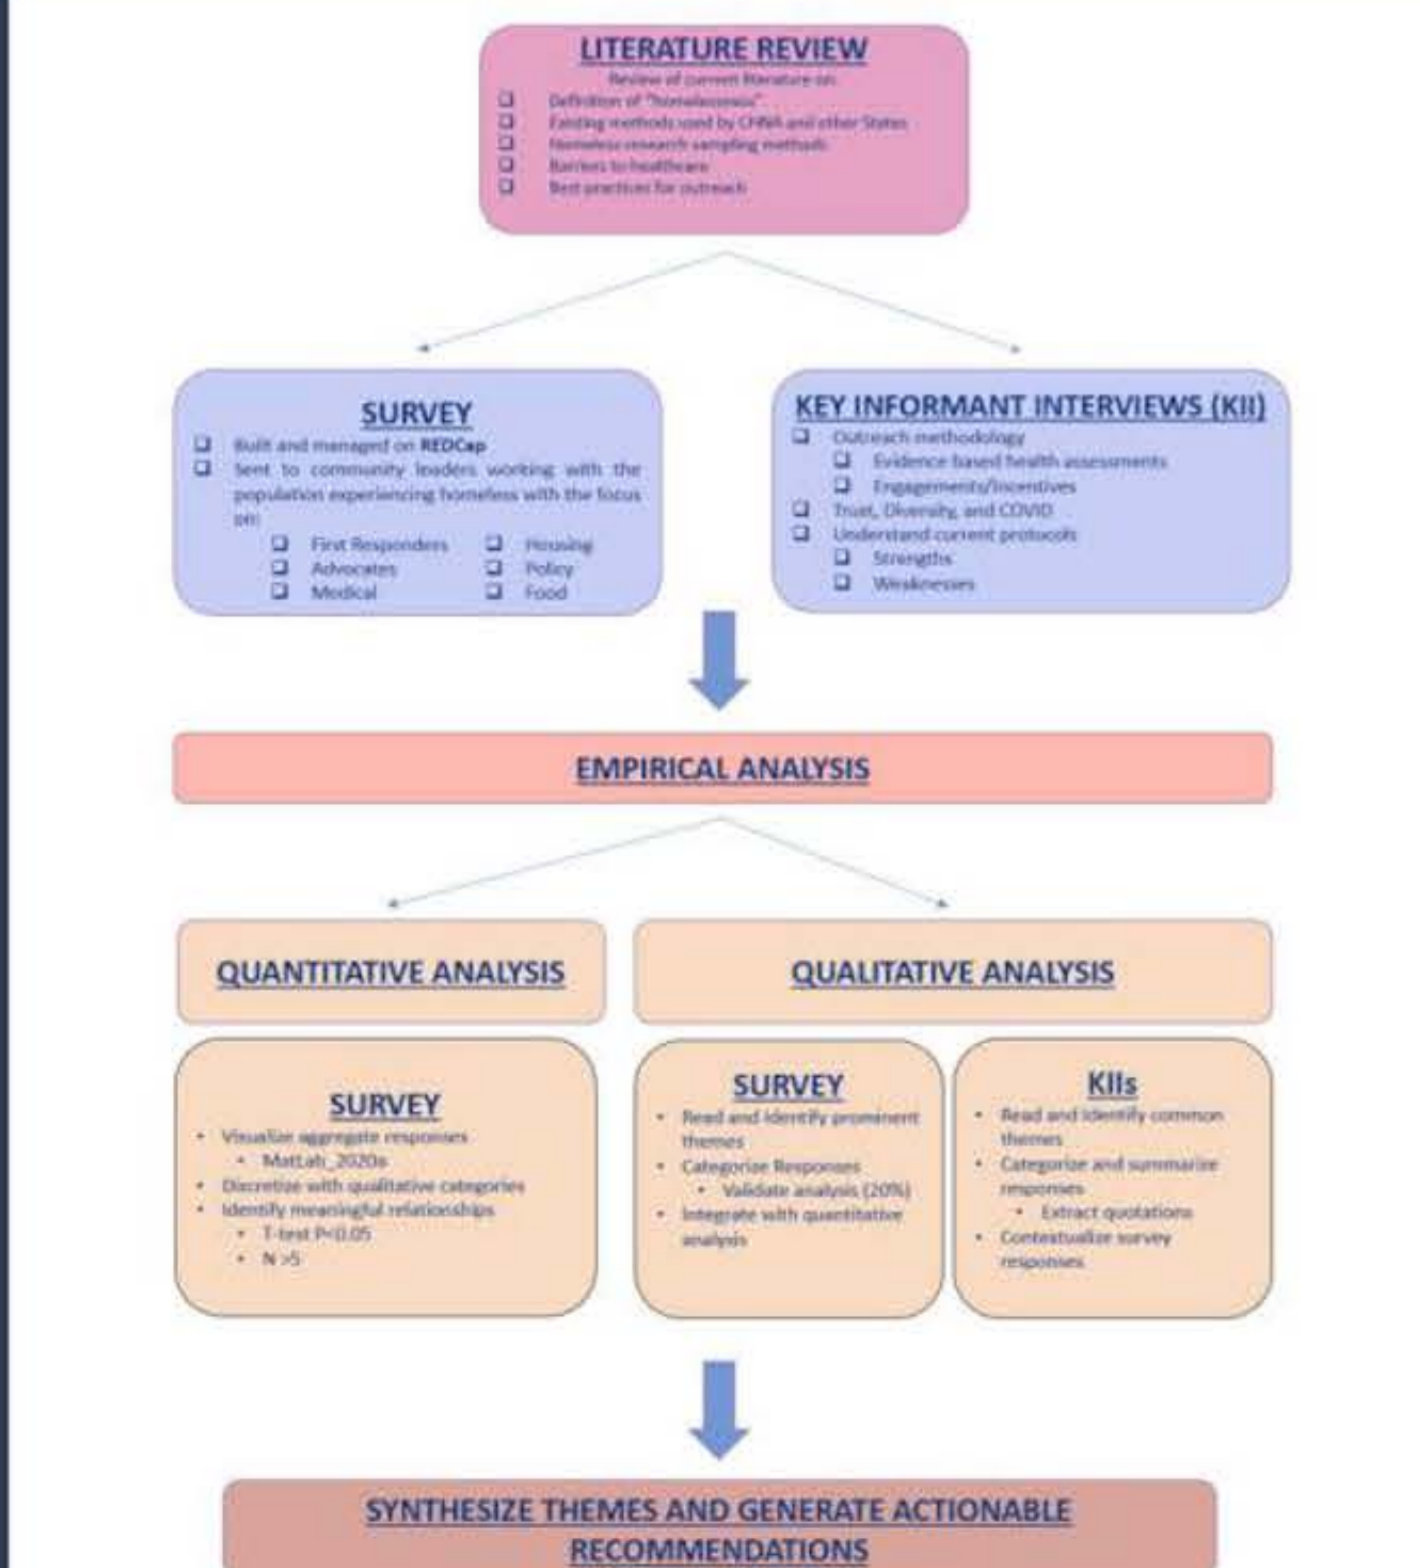 LITERATURE REVIEW
Review of current literature on:
Definition of "homelessness"
Existing methods used by CHNA and other States
Homeless research sampling methods
Barriers to healthcare
Best practices for outreach
SURVEY
Built and managed on REDCap
Sent to community leaders working with the
population experiencing homeless with the focus
on:
First Responders
Advocates
Medical
Housing
Policy
Food
KEY INFORMANT INTERVIEWS (KII)
Outreach methodology
Evidence based health assessments
Engagements/Incentives
Trust, Diversity, and COVID
Understand current protocols
Strengths
Weaknesses
EMPIRICAL ANALYSIS
QUANTITATIVE ANALYSIS
QUALITATIVE ANALYSIS
SURVEY
Visualize aggregate responses
MatLab_2020a
Discretize with qualitative categories
Identify meaningful relationships
T-test P<0.05
N >5
SURVEY
Read and identify prominent
themes
Categorize Responses
Validate analysis (20%)
Integrate with quantitative
analysis
KIIs
Read and identify common
themes
Categorize and summarize
responses
Extract quotations
Contextualize survey
responses
SYNTHESIZE THEMES AND GENERATE ACTIONABLE
RECOMMENDATIONS